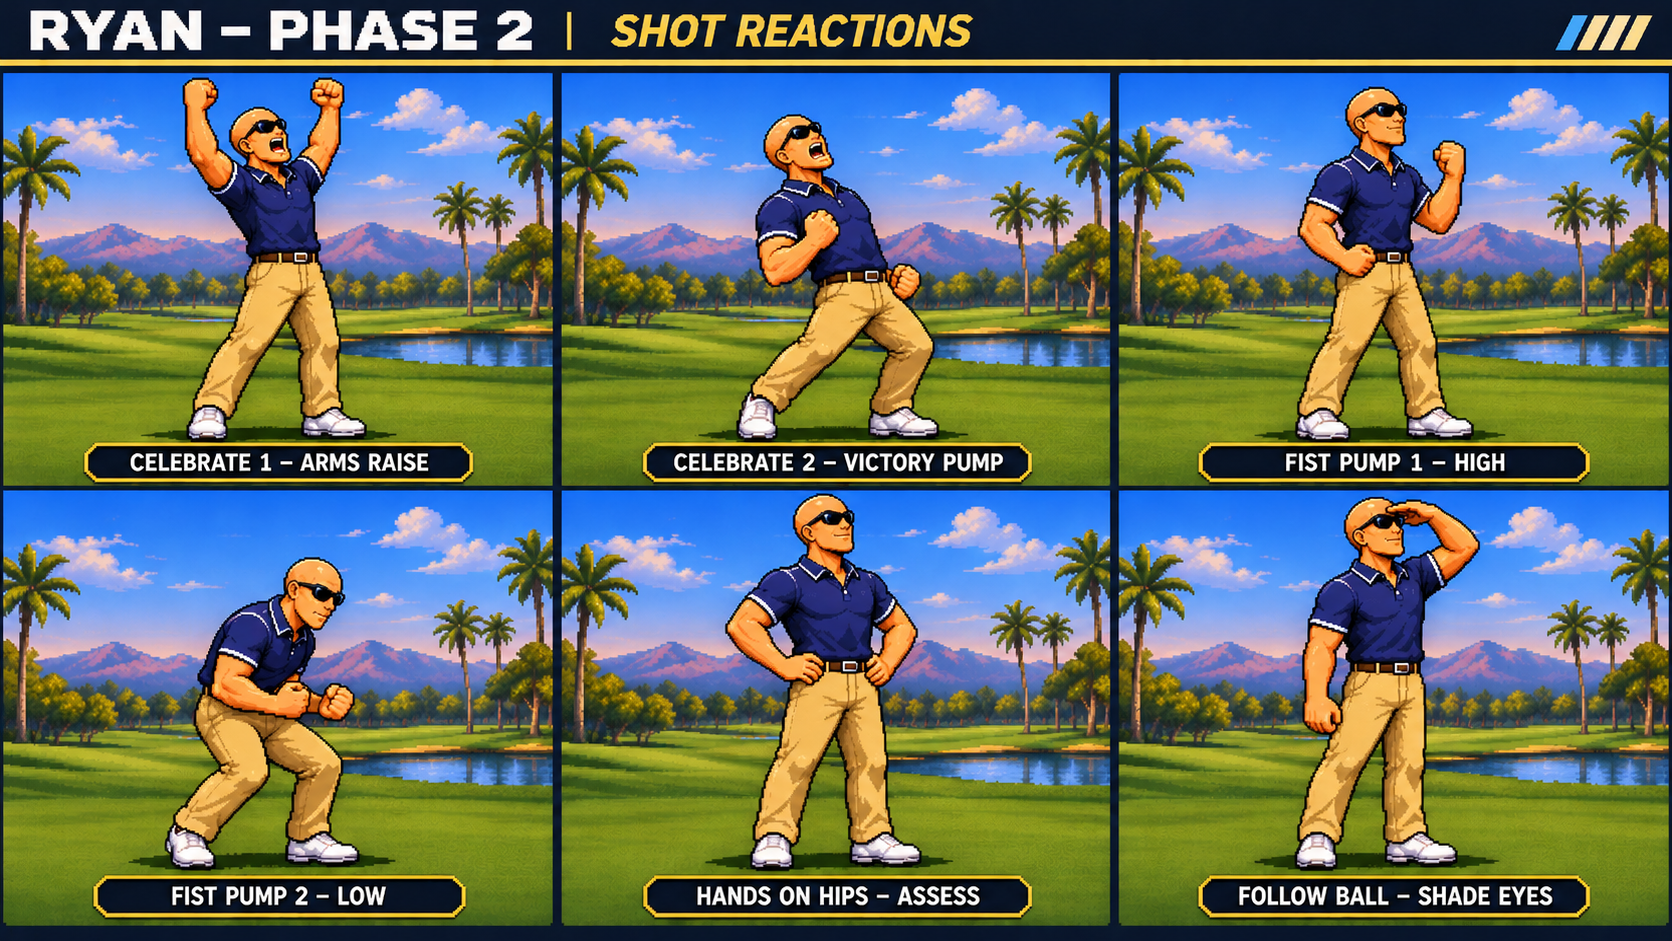 RYAN – PHASE 2 | SHOT REACTIONS
CELEBRATE 1 – ARMS RAISE
CELEBRATE 2 – VICTORY PUMP
FIST PUMP 1 – HIGH
FIST PUMP 2 – LOW
HANDS ON HIPS – ASSESS
FOLLOW BALL – SHADE EYES